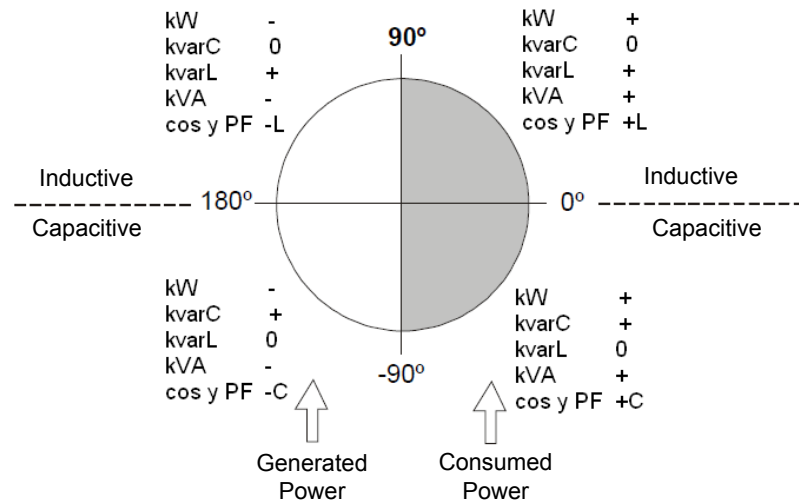 kW -
kvarC 0
kvarL +
kVA -
cos y PF -L
90º
kW +
kvarC 0
kvarL +
kVA +
cos y PF +L
Inductive
180º
Capacitive
Inductive
0º
Capacitive
kW -
kvarC +
kvarL 0
kVA -
cos y PF -C
-90º
kW +
kvarC +
kvarL 0
kVA +
cos y PF +C
Generated
Power
Consumed
Power